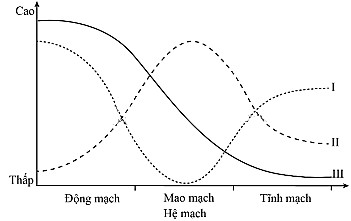 Cao
I
II
III
Thấp
Động mạch Mao mạch Tĩnh mạch
Hệ mạch